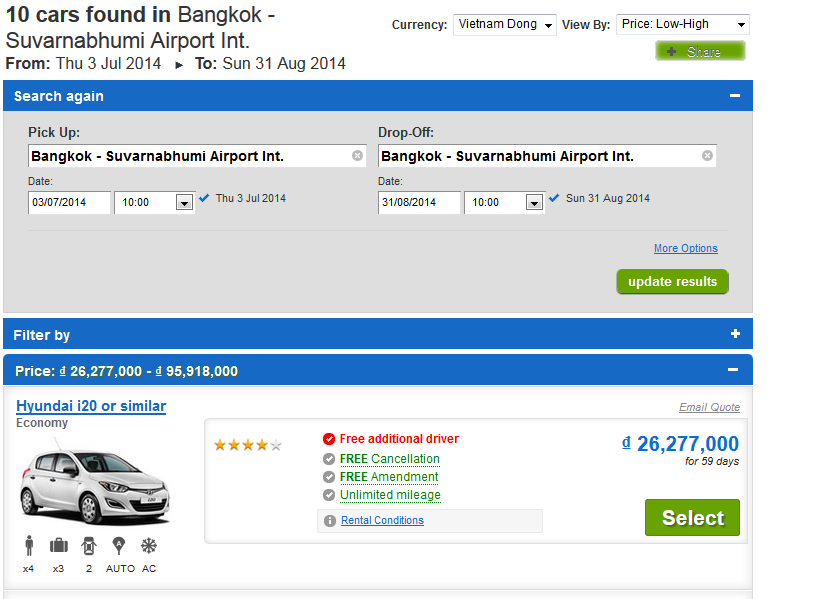 10 cars found in Bangkok -
Suvarnabhumi Airport Int.
From: Thu 3 Jul 2014 ► To: Sun 31 Aug 2014
Currency: Vietnam Dong View By: Price: Low-High
+ Share
Search again
Pick Up: Drop-Off:
Bangkok - Suvarnabhumi Airport Int. Bangkok - Suvarnabhumi Airport Int.
Date: Date:
03/07/2014 10:00 Thu 3 Jul 2014 31/08/2014 10:00 Sun 31 Aug 2014
More Options
update results
Filter by
Price: ₫ 26,277,000 - ₫ 95,918,000
Hyundai i20 or similar
Economy
Email Quote
Free additional driver
FREE Cancellation
FREE Amendment
Unlimited mileage
Rental Conditions
₫ 26,277,000
for 59 days
Select
x4 x3 2 AUTO AC